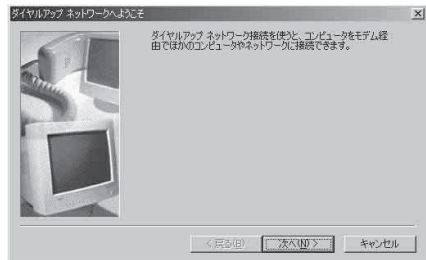 ダイヤルアップ ネットワークへようこそ
ダイヤルアップ ネットワーク接続を使うと、コンピュータをモデム経
由でほかのコンピュータやネットワークに接続できます。
< 戻る(B)
次へ(N) >
キャンセル